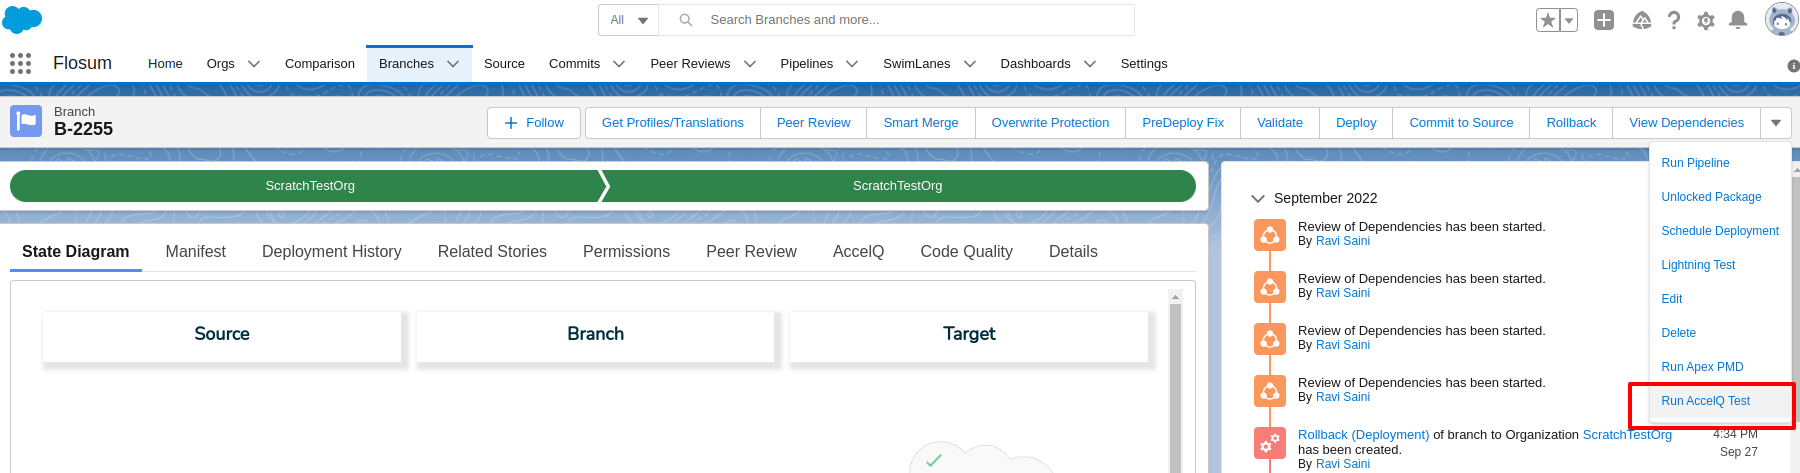 All
Search Branches and more...
Flosum
Home
Orgs
Comparison
Branches
Source
Commits
Peer Reviews
Pipelines
SwimLanes
Dashboards
Settings
Branch
B-2255
Follow
Get Profiles/Translations
Peer Review
Smart Merge
Overwrite Protection
PreDeploy Fix
Validate
Deploy
Commit to Source
Rollback
View Dependencies
Run Pipeline
Unlocked Package
Schedule Deployment
Lightning Test
Edit
Delete
Run Apex PMD
Run AccelQ Test
ScratchTestOrg
ScratchTestOrg
State Diagram
Manifest
Deployment History
Related Stories
Permissions
Peer Review
AccelQ
Code Quality
Details
Source
Branch
Target
September 2022
Review of Dependencies has been started.
By Ravi Saini
Review of Dependencies has been started.
By Ravi Saini
Review of Dependencies has been started.
By Ravi Saini
Review of Dependencies has been started.
By Ravi Saini
Rollback (Deployment) of branch to Organization ScratchTestOrg
has been created.
By Ravi Saini
4:34 PM
Sep 27